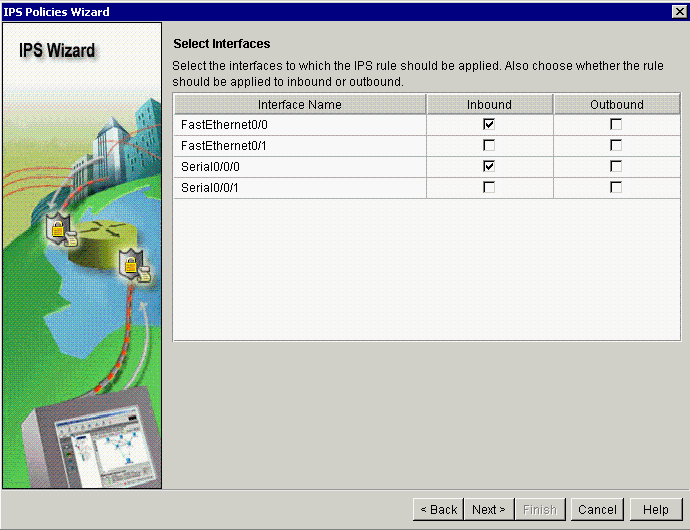 IPS Policies Wizard
IPS Wizard
Select Interfaces
Select the interfaces to which the IPS rule should be applied. Also choose whether the rule
should be applied to inbound or outbound.
Interface Name Inbound Outbound
FastEthernet0/0
FastEthernet0/1
Serial0/0/0
Serial0/0/1
< Back Next > Finish Cancel Help